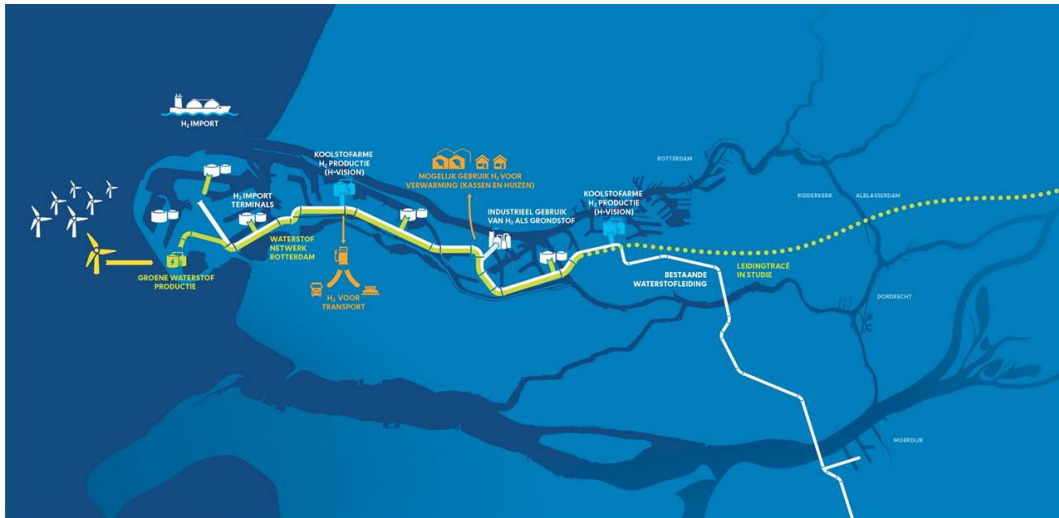 H₂ IMPORT
KOOLSTOFARME
H₂ PRODUCTIE
(H-VISION)
MOGELIJK GEBRUIK H₂ VOOR
VERWARMING (KASSEN EN HUIZEN)
ROTTERDAM
H₂ IMPORT
TERMINALS
KOOLSTOFARME
H₂ PRODUCTIE
(H-VISION)
RIDDERKERK
ALBLASSERDAM
INDUSTRIEEL GEBRUIK
VAN H₂ ALS GRONDSTOF
WATERSTOF
NETWERK
ROTTERDAM
GROENE WATERSTOF
PRODUCTIE
BESTAANDE
WATERSTOFLEIDING
LEIDINGTRACÉ
IN STUDIE
H₂ VOOR
TRANSPORT
DORDRECHT
MOERDIJK